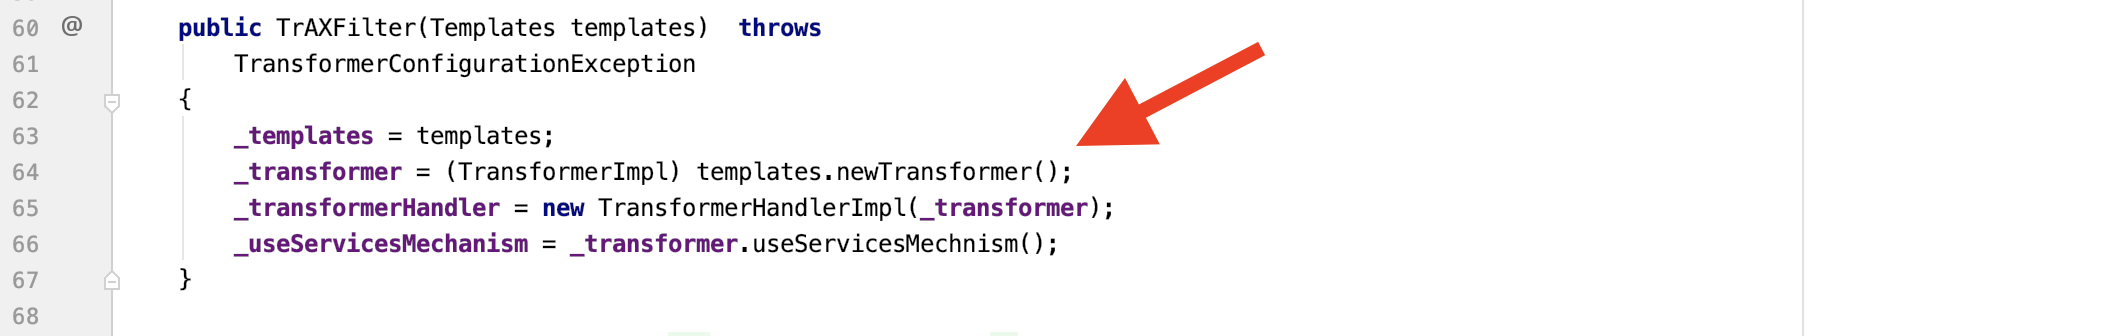 60 @ public TrAXFilter(Templates templates)  throws
61 TransformerConfigurationException
62 {
63 _templates = templates;
64 _transformer = (TransformerImpl) templates.newTransformer();
65 _transformerHandler = new TransformerHandlerImpl(_transformer);
66 _useServicesMechanism = _transformer.useServicesMechnism();
67 }
68